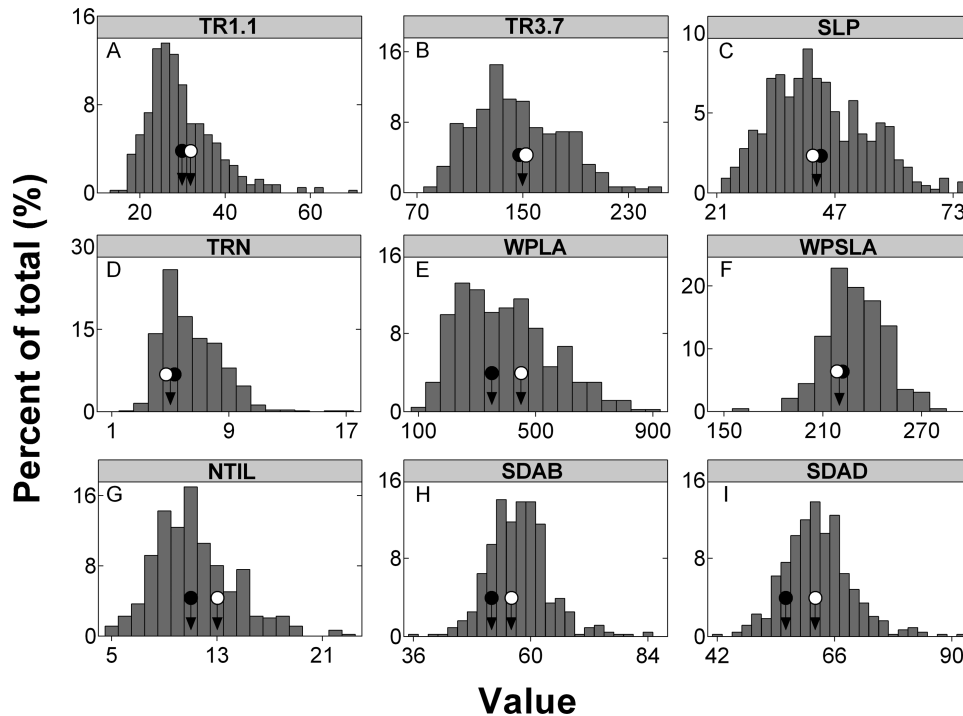 TR1.1 TR3.7 SLP
16 16 10
A B C
8 8 5
0 0 0
20 40 60 70 150 230 21 47 73
TRN WPLA WPSLA
30 16 20
D E F
15 8 10
0 0 0
1 9 17 100 500 900 150 210 270
NTIL SDAB SDAD
16 16 16
G H I
8 8 8
0 0 0
5 13 21 36 60 84 42 66 90
Percent of total (%)
Value